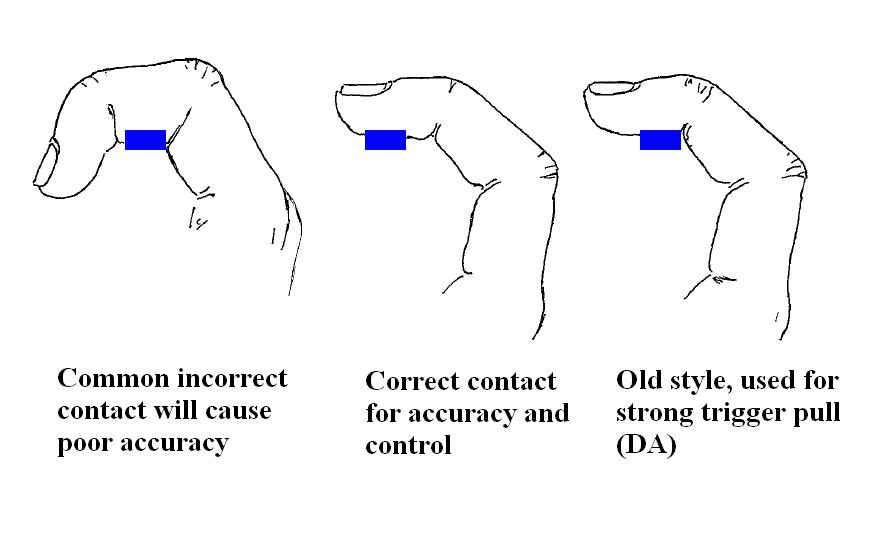 Common incorrect
contact will cause
poor accuracy
Correct contact
for accuracy and
control
Old style, used for
strong trigger pull
(DA)